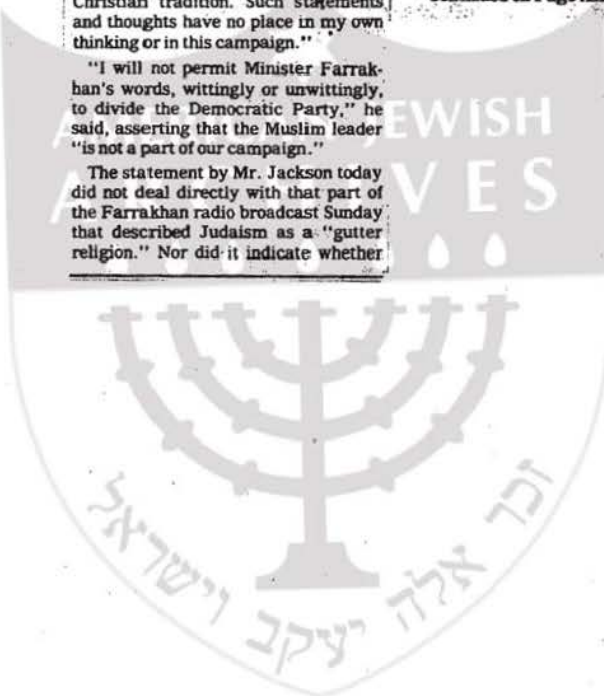 Christian tradition. Such statements
and thoughts have no place in my own
thinking or in this campaign."
"I will not permit Minister Farrak-
han's words, wittingly or unwittingly,
to divide the Democratic Party," he
said, asserting that the Muslim leader
"is not a part of our campaign."
The statement by Mr. Jackson today
did not deal directly with that part of
the Farrakhan radio broadcast Sunday
that described Judaism as a "gutter
religion." Nor did it indicate whether
JEWISH
זכר אלה יעקב וישראל